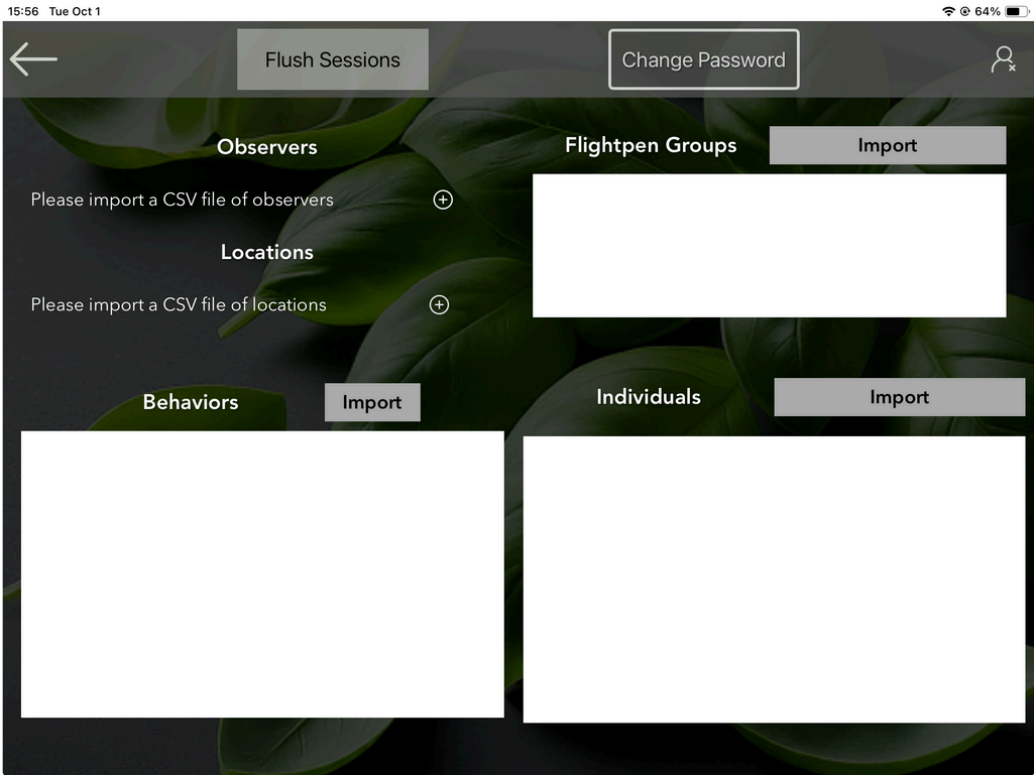 15:56 Tue Oct 1
64%
Flush Sessions
Change Password
Observers
Please import a CSV file of observers
Locations
Please import a CSV file of locations
Flightpen Groups
Import
Behaviors
Import
Individuals
Import